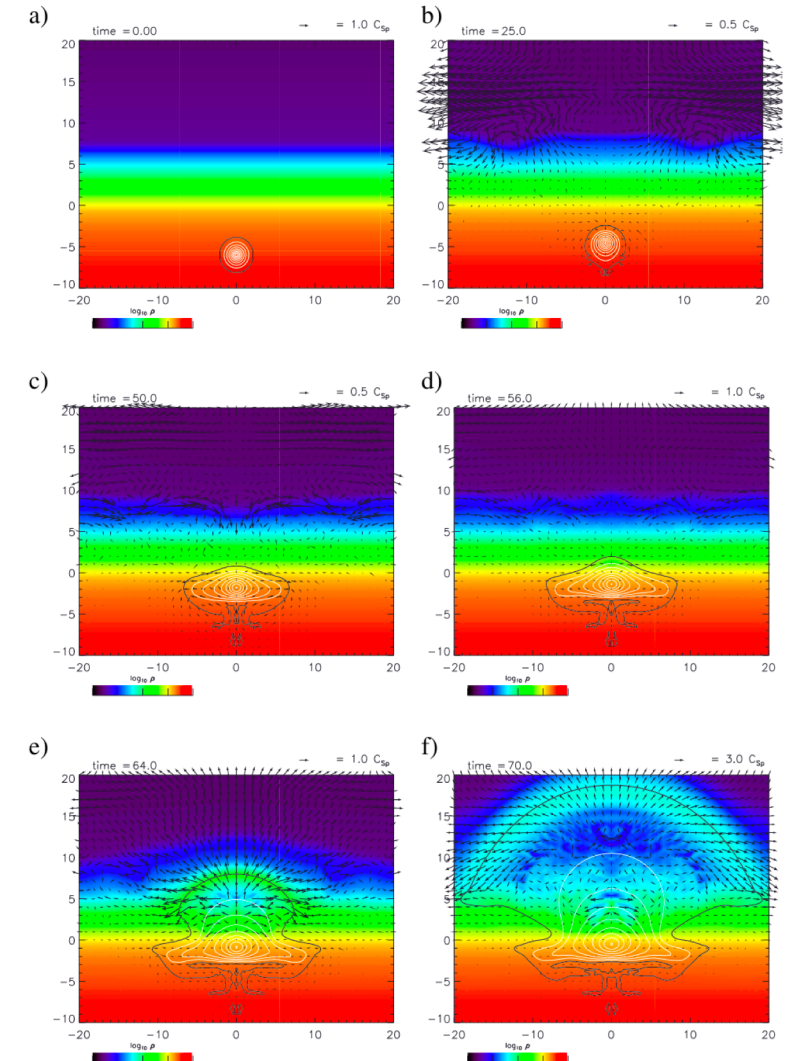 a)
time =0.00
→ = 1.0 C_Sp
20
15
10
5
0
−5
−10
−20 −10 0 10 20
log₁₀ ρ
b)
time =25.0
→ = 0.5 C_Sp
20
15
10
5
0
−5
−10
−20 −10 0 10 20
log₁₀ ρ
c)
time =50.0
→ = 0.5 C_Sp
20
15
10
5
0
−5
−10
−20 −10 0 10 20
log₁₀ ρ
d)
time =56.0
→ = 1.0 C_Sp
20
15
10
5
0
−5
−10
−20 −10 0 10 20
log₁₀ ρ
e)
time =64.0
→ = 1.0 C_Sp
20
15
10
5
0
−5
−10
−20 −10 0 10 20
log₁₀ ρ
f)
time =70.0
→ = 3.0 C_Sp
20
15
10
5
0
−5
−10
−20 −10 0 10 20
log₁₀ ρ